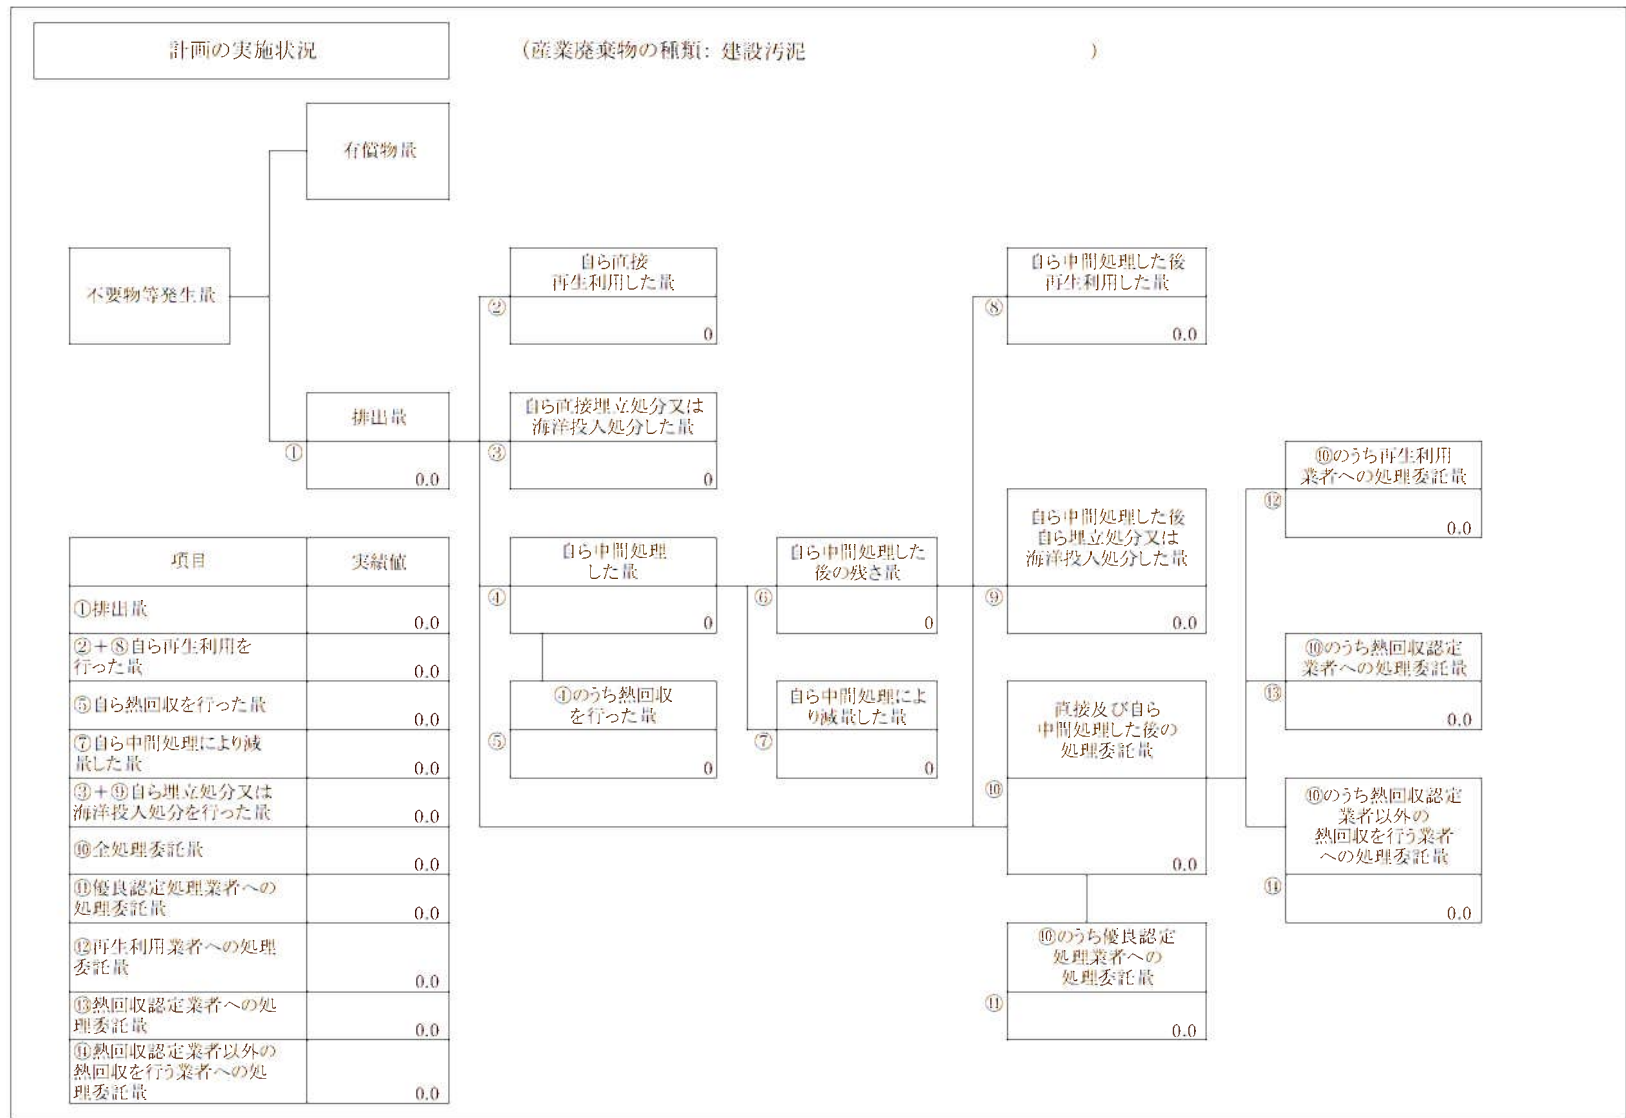 計画の実施状況
（産業廃棄物の種類：建設汚泥　）
有償物量
不要物等発生量
排出量
①
0.0
自ら直接
再生利用した量
②
0
自ら直接埋立処分又は
海洋投入処分した量
③
0
自ら中間処理
した量
④
0
④のうち熱回収
を行った量
⑤
0
自ら中間処理した
後の残さ量
⑥
0
自ら中間処理によ
り減量した量
⑦
0
自ら中間処理した後
再生利用した量
⑧
0.0
自ら中間処理した後
自ら埋立処分又は
海洋投入処分した量
⑨
0.0
直接及び自ら
中間処理した後の
処理委託量
⑩
0.0
⑩のうち優良認定
処理業者への
処理委託量
⑪
0.0
⑩のうち再生利用
業者への処理委託量
⑫
0.0
⑩のうち熱回収認定
業者への処理委託量
⑬
0.0
⑩のうち熱回収認定
業者以外の
熱回収を行う業者
への処理委託量
⑭
0.0
項目 実績値
①排出量
0.0
②＋⑧自ら再生利用を
行った量
0.0
⑤自ら熱回収を行った量
0.0
⑦自ら中間処理により減
量した量
0.0
③＋⑨自ら埋立処分又は
海洋投入処分を行った量
0.0
⑩全処理委託量
0.0
⑪優良認定処理業者への
処理委託量
0.0
⑫再生利用業者への処理
委託量
0.0
⑬熱回収認定業者への処
理委託量
0.0
⑭熱回収認定業者以外の
熱回収を行う業者への処
理委託量
0.0